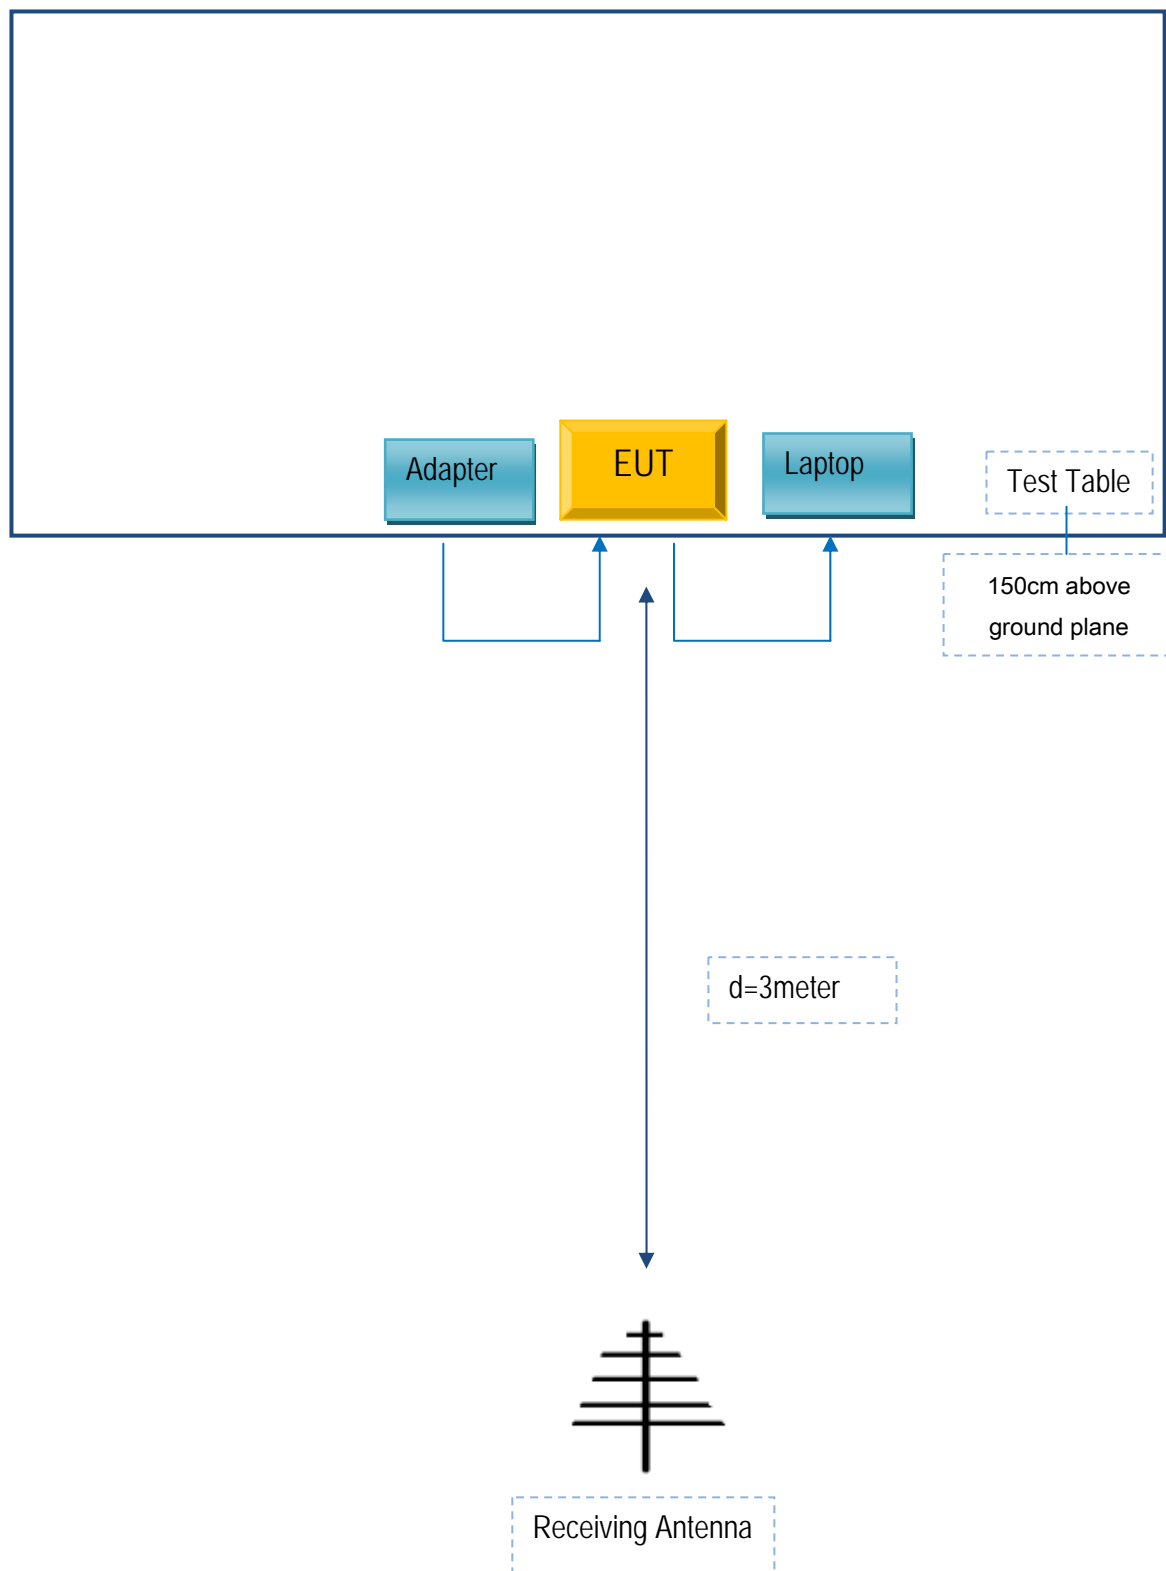 Adapter
EUT
Laptop
Test Table
150cm above
ground plane
d=3meter
Receiving Antenna